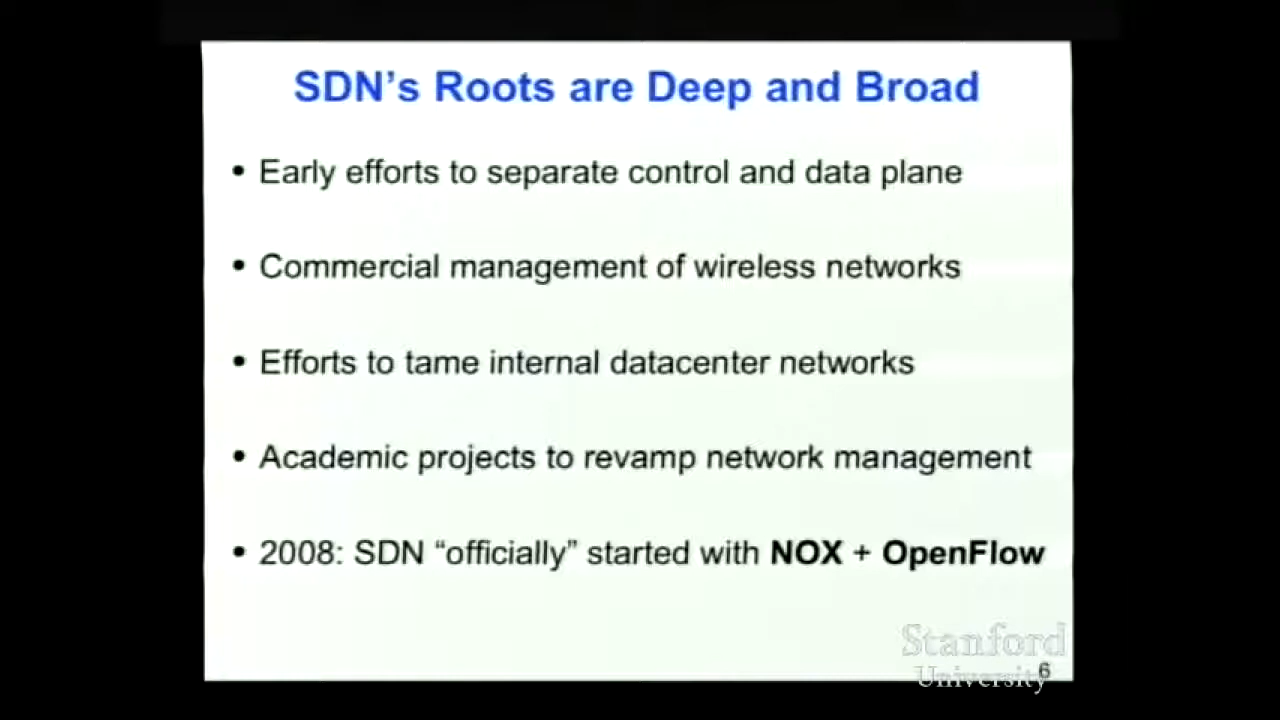 SDN's Roots are Deep and Broad
• Early efforts to separate control and data plane
• Commercial management of wireless networks
• Efforts to tame internal datacenter networks
• Academic projects to revamp network management
• 2008: SDN “officially” started with NOX + OpenFlow
Stanford
University
6